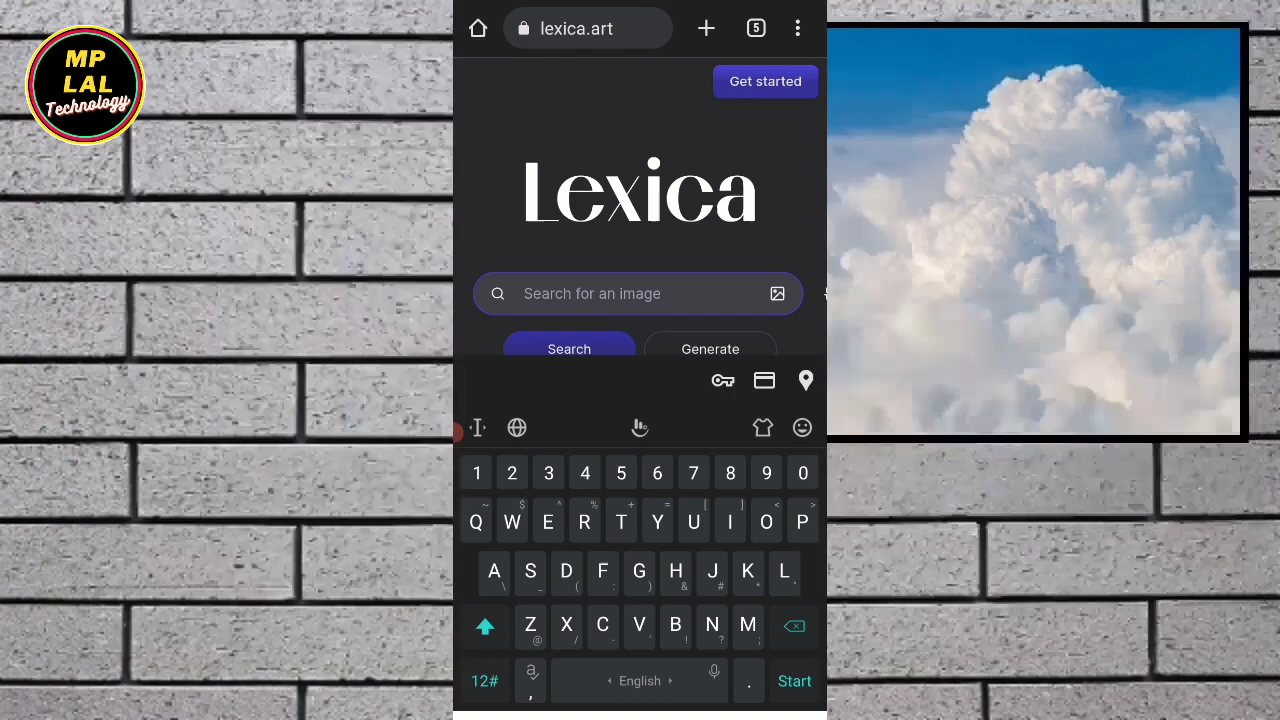 MP
LAL
Technology
lexica.art
5
Get started
Lexica
Search for an image
Search
Generate
1 2 3 4 5 6 7 8 9 0
~ $ ^ % + = [ ] < >
Q W E R T Y U I O P
A S D F G H J K L
\ _ ( : ) & # *
Z X C V B N M
@ / - ' ! ? ;
12# a , English . Start